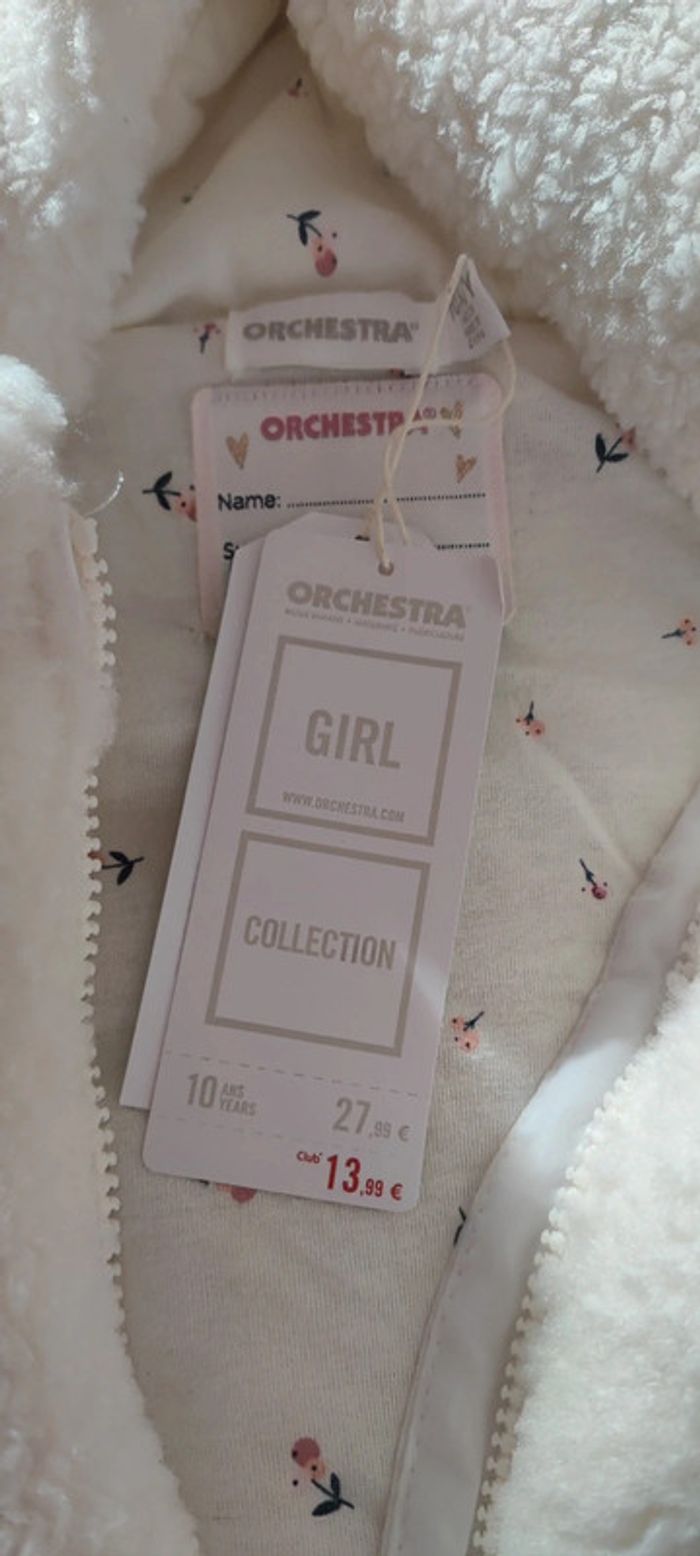 ORCHESTRA®
ORCHESTRA®
Name:
ORCHESTRA®
GIRL
WWW.ORCHESTRA.COM
COLLECTION
10 ANS
YEARS
27,99 €
Club' 13,99 €